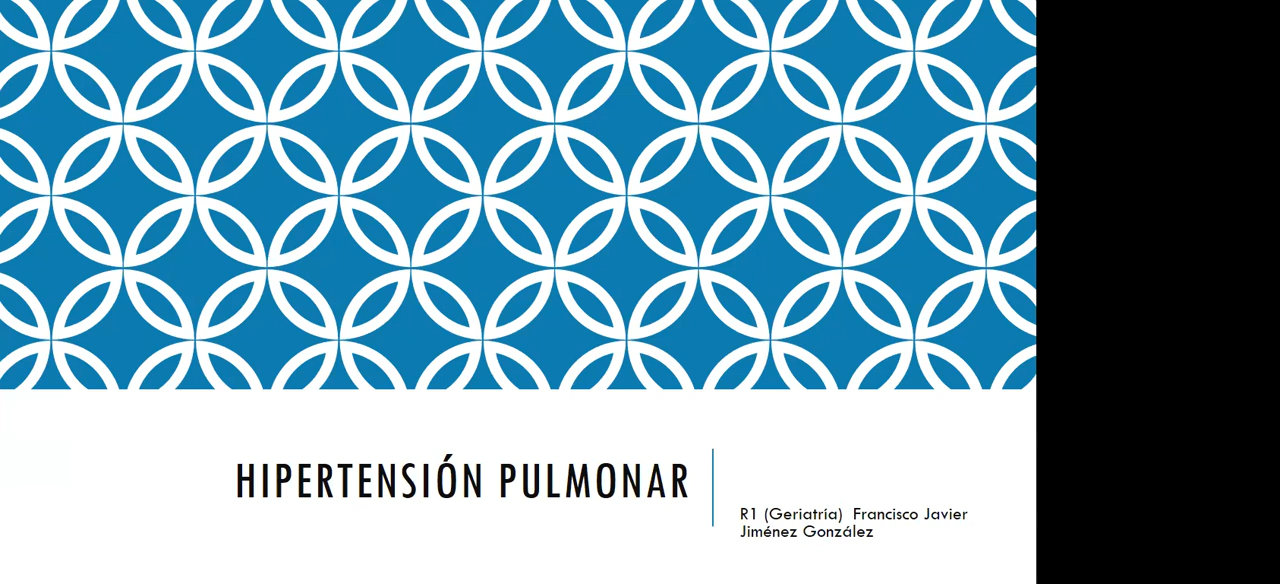 HIPERTENSIÓN PULMONAR
R1 (Geriatría) Francisco Javier
Jiménez González